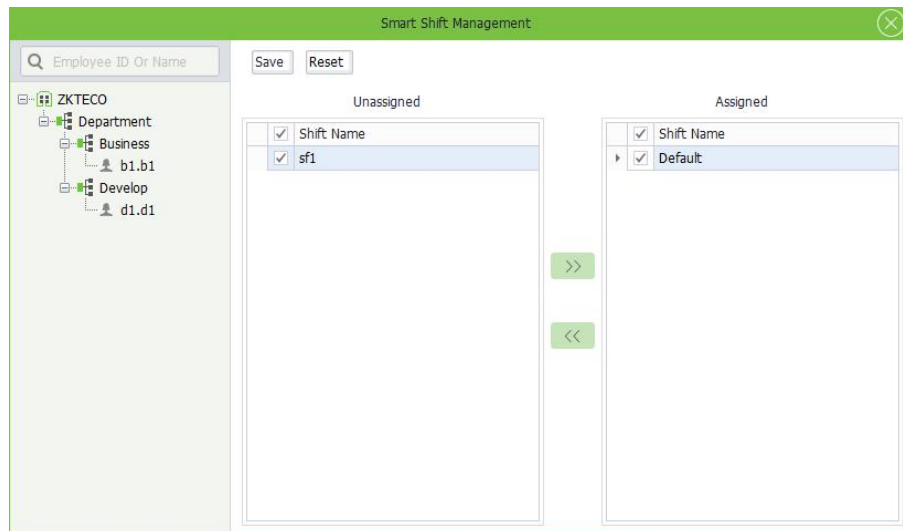 Smart Shift Management
Employee ID Or Name
Save Reset
ZKTECO
Department
Business
b1.b1
Develop
d1.d1
Unassigned
Shift Name
sf1
>>
<<
Assigned
Shift Name
Default